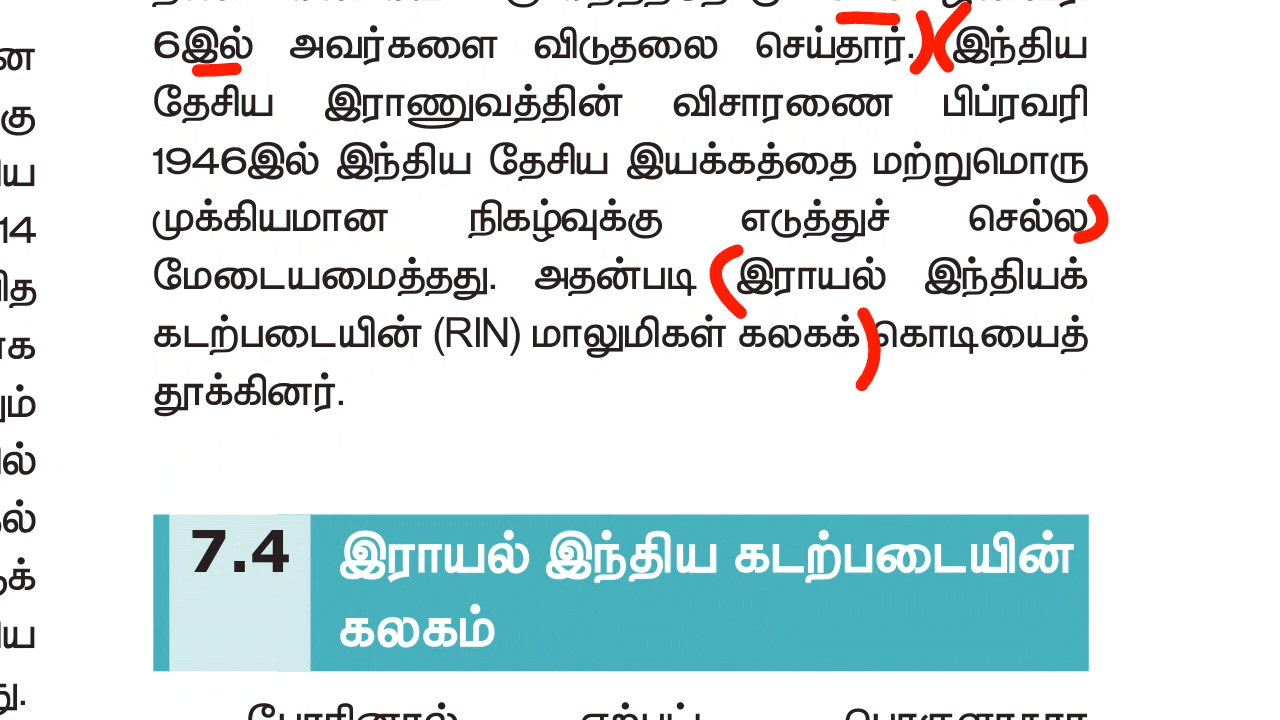 6இல் அவர்களை விடுதலை செய்தார். இந்திய
தேசிய இராணுவத்தின் விசாரணை பிப்ரவரி
1946இல் இந்திய தேசிய இயக்கத்தை மற்றுமொரு
முக்கியமான நிகழ்வுக்கு எடுத்துச் செல்ல
மேடையமைத்தது. அதன்படி இராயல் இந்தியக்
கடற்படையின் (RIN) மாலுமிகள் கலகக் கொடியைத்
தூக்கினர்.
7.4 இராயல் இந்திய கடற்படையின்
கலகம்